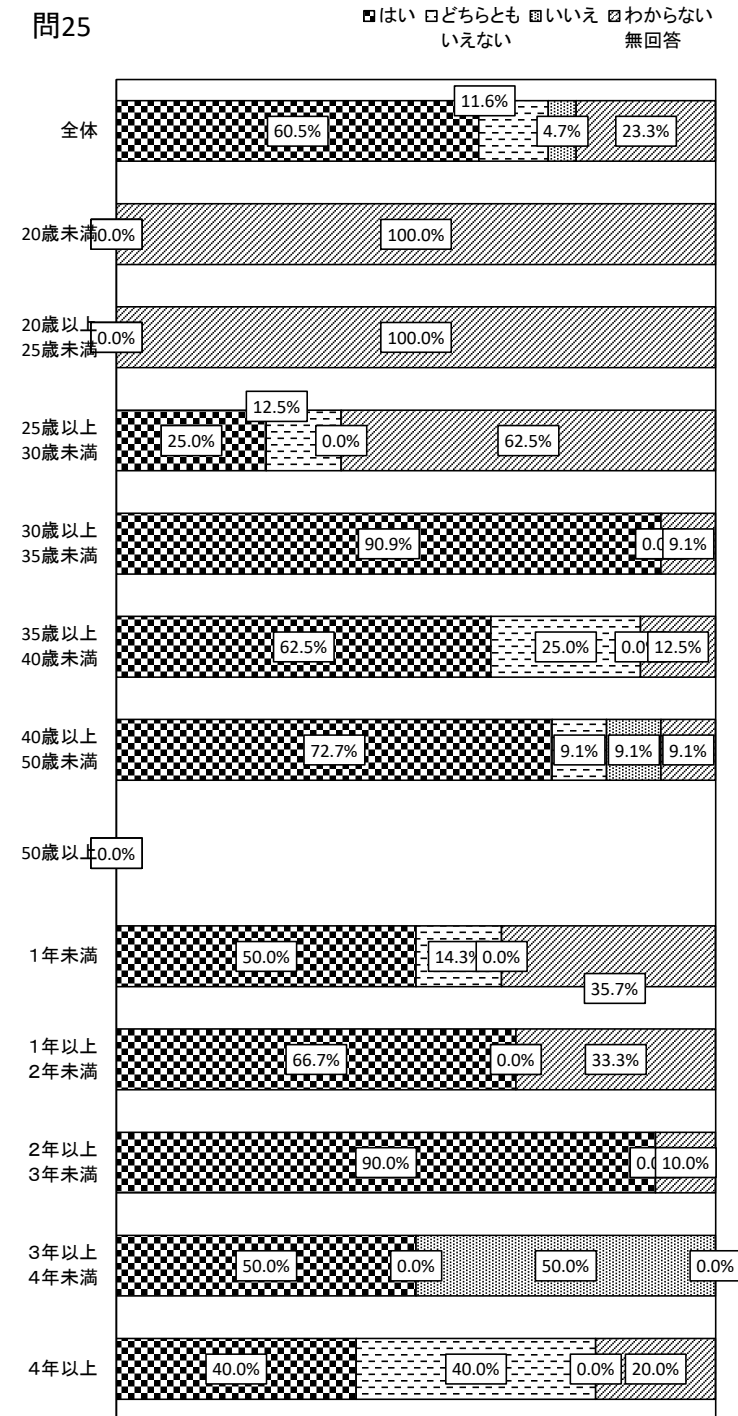 問25
はい どちらとも いいえ わからない
いえない 無回答
全体
11.6%
60.5% 4.7% 23.3%
20歳未満 0.0% 100.0%
20歳以上
25歳未満
0.0% 100.0%
12.5%
25歳以上
30歳未満
25.0% 0.0% 62.5%
30歳以上
35歳未満
90.9% 0.0 9.1%
35歳以上
40歳未満
62.5% 25.0% 0.0 12.5%
40歳以上
50歳未満
72.7% 9.1% 9.1% 9.1%
50歳以上 0.0%
1年未満 50.0% 14.3% 0.0%
35.7%
1年以上
2年未満
66.7% 0.0% 33.3%
2年以上
3年未満
90.0% 0.0 10.0%
3年以上
4年未満
50.0% 0.0% 50.0% 0.0%
4年以上 40.0% 40.0% 0.0% 20.0%